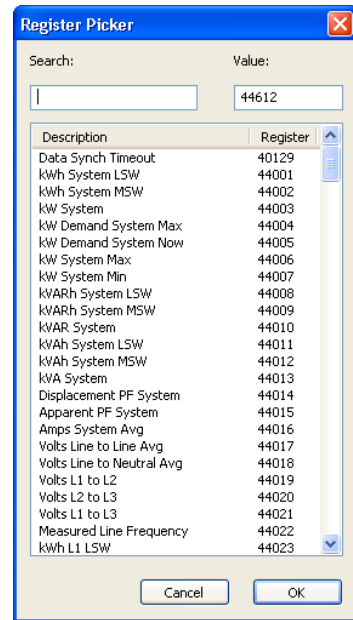 Register Picker
Search: Value:
44612
Description Register
Data Synch Timeout 40129
kWh System LSW 44001
kWh System MSW 44002
kW System 44003
kW Demand System Max 44004
kW Demand System Now 44005
kW System Max 44006
kW System Min 44007
kVARh System LSW 44008
kVARh System MSW 44009
kVAR System 44010
kVAh System LSW 44011
kVAh System MSW 44012
kVA System 44013
Displacement PF System 44014
Apparent PF System 44015
Amps System Avg 44016
Volts Line to Line Avg 44017
Volts Line to Neutral Avg 44018
Volts L1 to L2 44019
Volts L2 to L3 44020
Volts L1 to L3 44021
Measured Line Frequency 44022
kWh L1 LSW 44023
Cancel OK